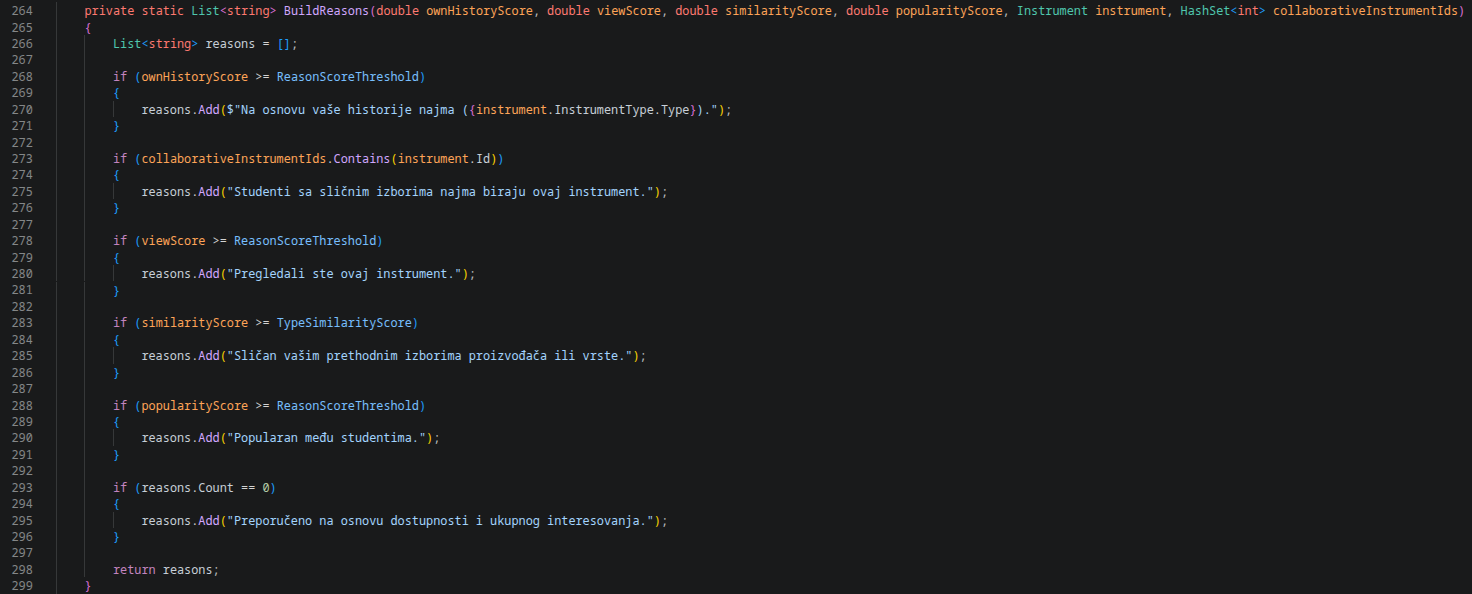 264 private static List<string> BuildReasons(double ownHistoryScore, double viewScore, double similarityScore, double popularityScore, Instrument instrument, HashSet<int> collaborativeInstrumentIds)
265 {
266 List<string> reasons = [];
267
268 if (ownHistoryScore >= ReasonScoreThreshold)
269 {
270 reasons.Add($"Na osnovu vaše historije najma ({instrument.InstrumentType.Type}).");
271 }
272
273 if (collaborativeInstrumentIds.Contains(instrument.Id))
274 {
275 reasons.Add("Studenti sa sličnim izborima najma biraju ovaj instrument.");
276 }
277
278 if (viewScore >= ReasonScoreThreshold)
279 {
280 reasons.Add("Pregledali ste ovaj instrument.");
281 }
282
283 if (similarityScore >= TypeSimilarityScore)
284 {
285 reasons.Add("Sličan vašim prethodnim izborima proizvođača ili vrste.");
286 }
287
288 if (popularityScore >= ReasonScoreThreshold)
289 {
290 reasons.Add("Popularan među studentima.");
291 }
292
293 if (reasons.Count == 0)
294 {
295 reasons.Add("Preporučeno na osnovu dostupnosti i ukupnog interesovanja.");
296 }
297
298 return reasons;
299 }